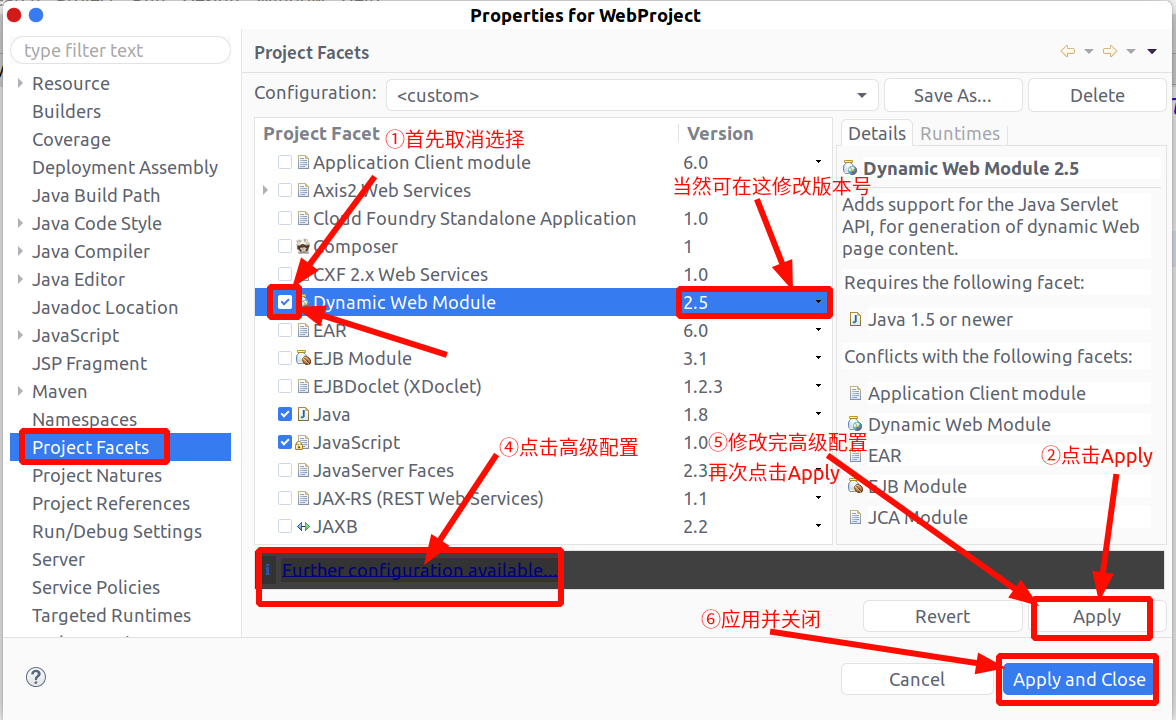 Properties for WebProject
type filter text
Resource
Builders
Coverage
Deployment Assembly
Java Build Path
Java Code Style
Java Compiler
Java Editor
Javadoc Location
JavaScript
JSP Fragment
Maven
Namespaces
Project Facets
Project Natures
Project References
Run/Debug Settings
Server
Service Policies
Targeted Runtimes
Project Facets
Configuration: <custom> Save As... Delete
Project Facet Version
①首先取消选择
Application Client module 6.0
Axis2 Web Services
当然可在这修改版本号
Cloud Foundry Standalone Application 1.0
Composer 1
CXF 2.x Web Services 1.0
Dynamic Web Module 2.5
EAR 6.0
EJB Module 3.1
EJBDoclet (XDoclet) 1.2.3
Java 1.8
JavaScript 1.0
④点击高级配置
⑤修改完高级配置
再次点击Apply
JavaServer Faces 2.3
JAX-RS (REST Web Services) 1.1
JAXB 2.2
Details Runtimes
Dynamic Web Module 2.5
Adds support for the Java Servlet
API, for generation of dynamic Web
page content.
Requires the following facet:
Java 1.5 or newer
Conflicts with the following facets:
Application Client module
Dynamic Web Module
EAR
②点击Apply
EJB Module
JCA Module
i Further configuration available...
Revert Apply
⑥应用并关闭
? Cancel Apply and Close